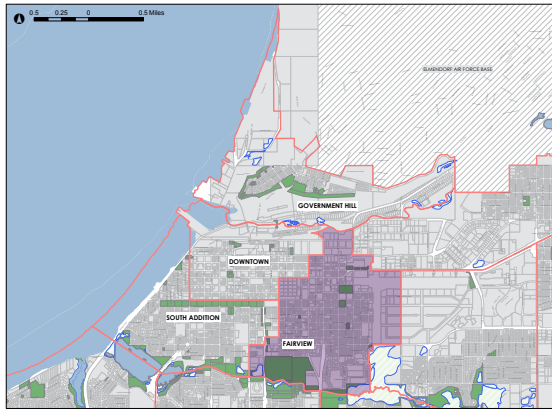 0.5 0.25 0 0.5 Miles
ELMENDORF AIR FORCE BASE
GOVERNMENT HILL
DOWNTOWN
SOUTH ADDITION
FAIRVIEW